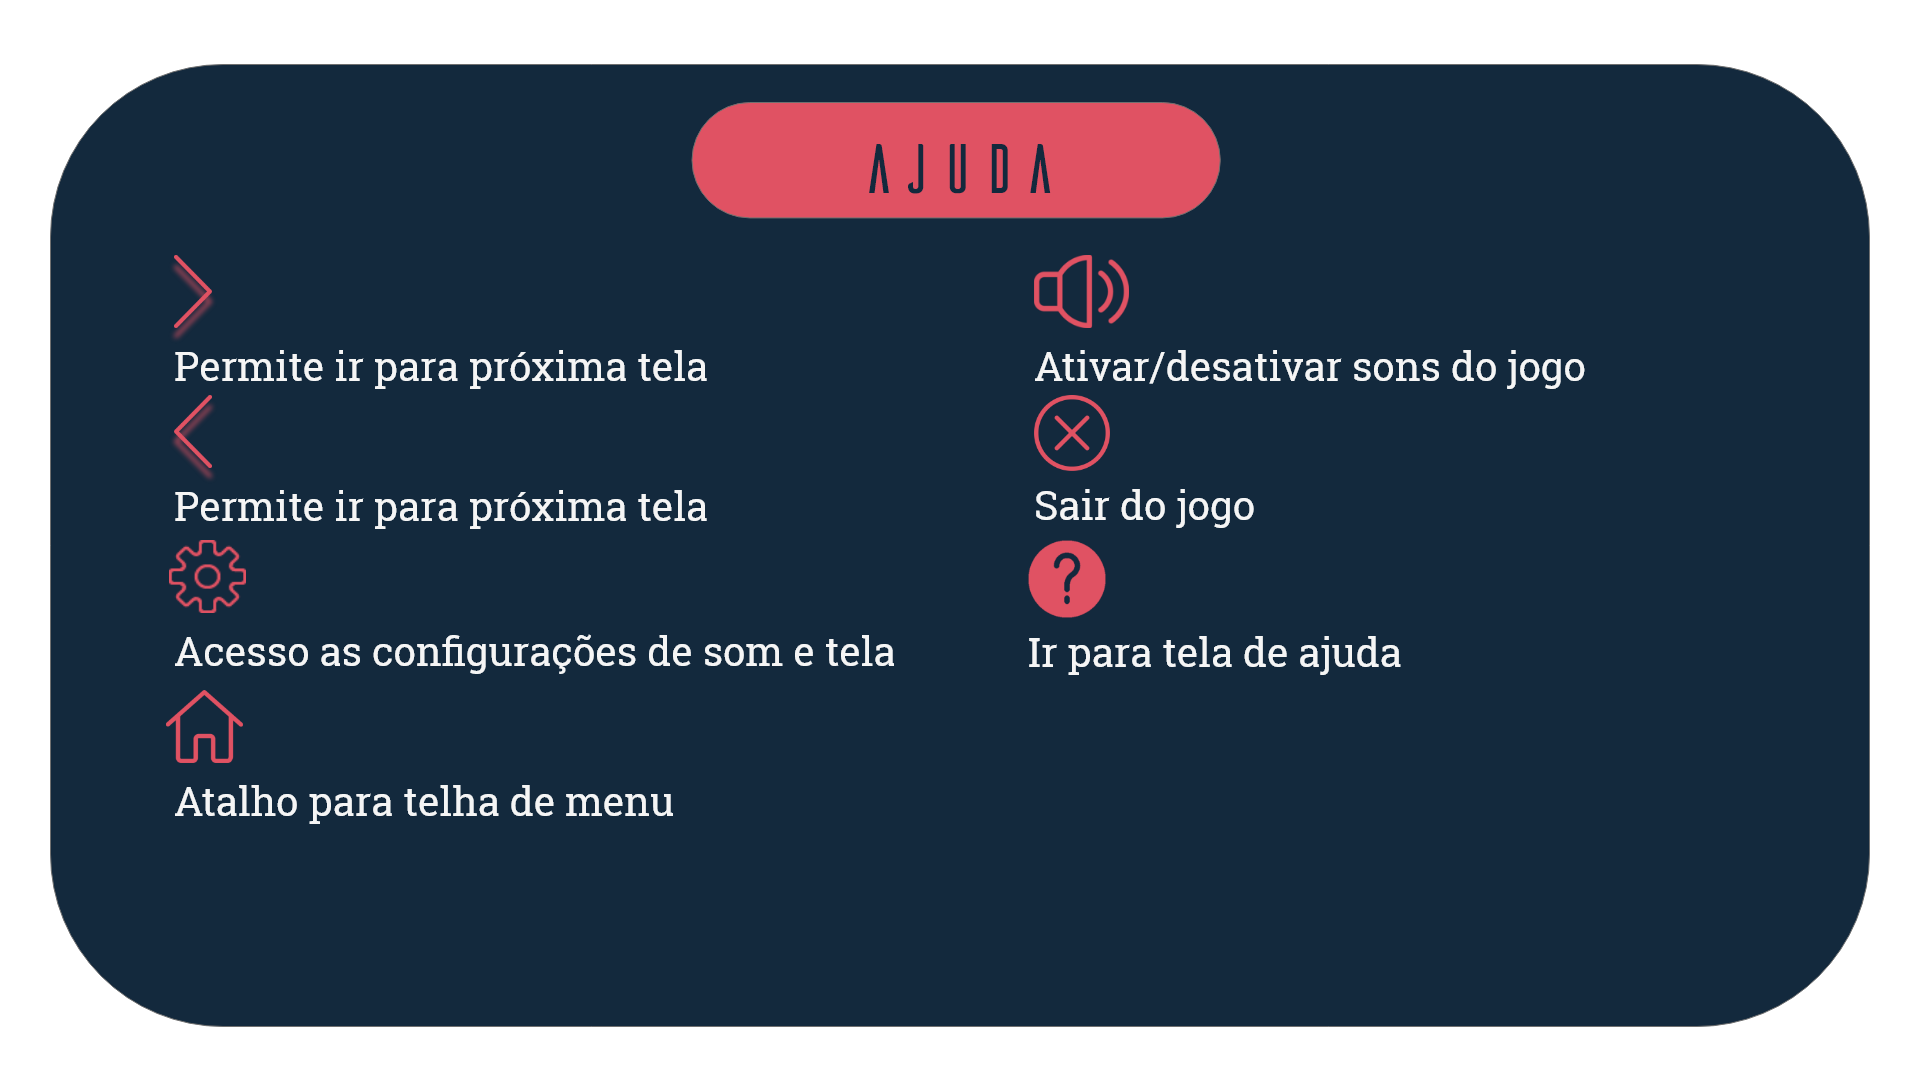 AJUDA
Permite ir para próxima tela
Permite ir para próxima tela
Acesso as configurações de som e tela
Atalho para telha de menu
Ativar/desativar sons do jogo
Sair do jogo
?
Ir para tela de ajuda